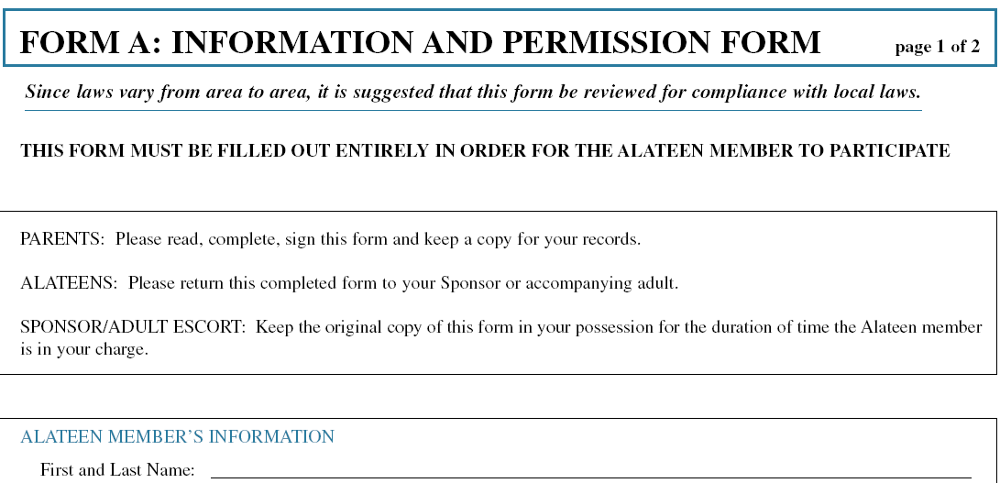 FORM A: INFORMATION AND PERMISSION FORM page 1 of 2
Since laws vary from area to area, it is suggested that this form be reviewed for compliance with local laws.
THIS FORM MUST BE FILLED OUT ENTIRELY IN ORDER FOR THE ALATEEN MEMBER TO PARTICIPATE
PARENTS: Please read, complete, sign this form and keep a copy for your records.
ALATEENS: Please return this completed form to your Sponsor or accompanying adult.
SPONSOR/ADULT ESCORT: Keep the original copy of this form in your possession for the duration of time the Alateen member
is in your charge.
ALATEEN MEMBER'S INFORMATION
First and Last Name: